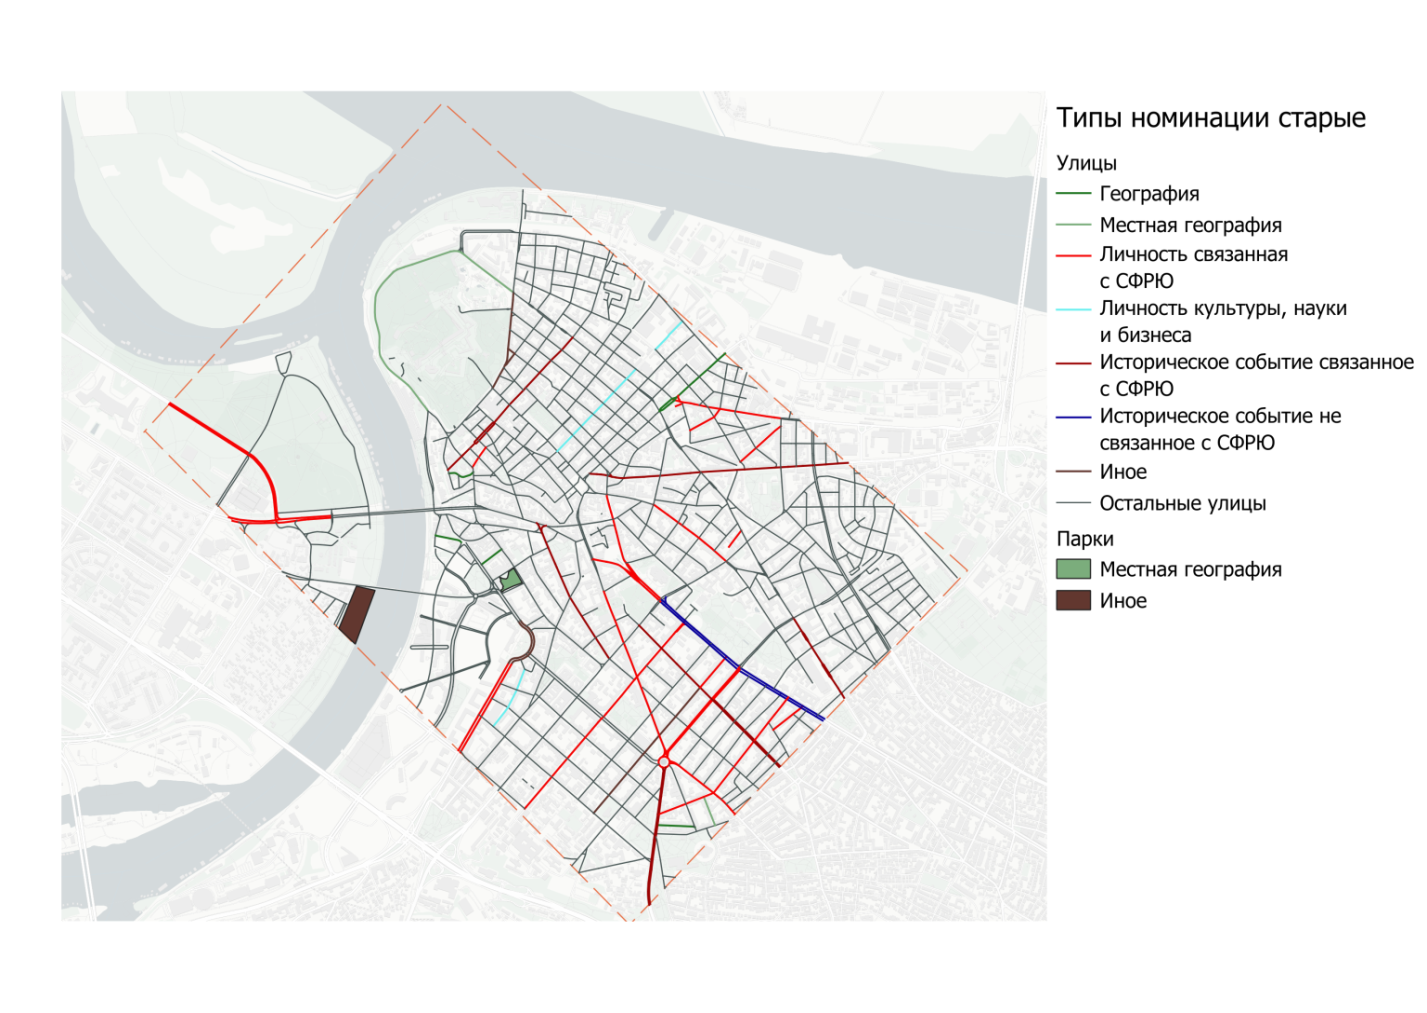 Типы номинации старые
Улицы
География
Местная география
Личность связанная
с СФРЮ
Личность культуры, науки
и бизнеса
Историческое событие связанное
с СФРЮ
Историческое событие не
связанное с СФРЮ
Иное
Остальные улицы
Парки
Местная география
Иное